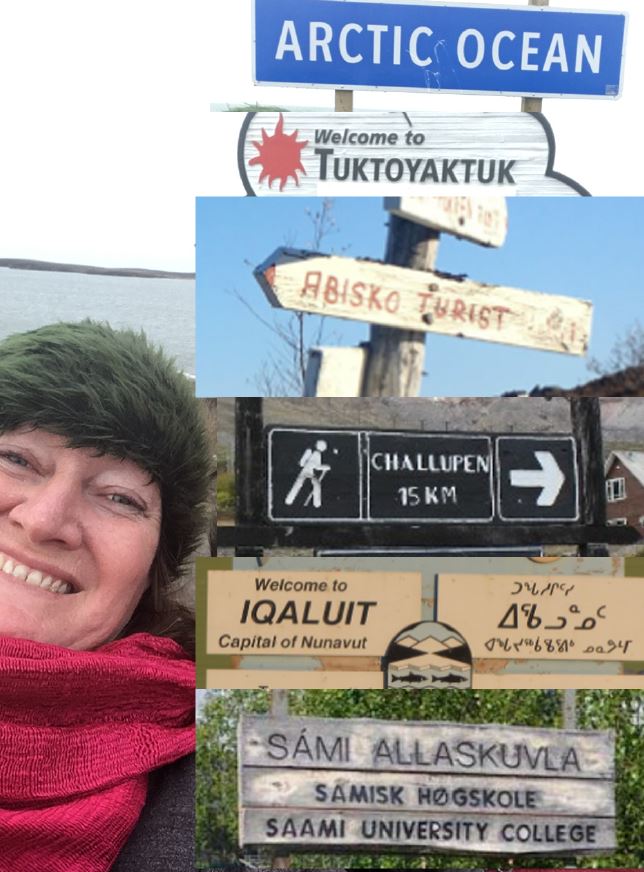 ARCTIC OCEAN
Welcome to
TUKTOYAKTUK
ABISKO TURIST
CHALLUPEN
15 KM
Welcome to
IQALUIT
Capital of Nunavut
ᐃᖃᓗᓐᓄᑦ
SÁMI ALLASKUVLA
SAMISK HØGSKOLE
SAAMI UNIVERSITY COLLEGE